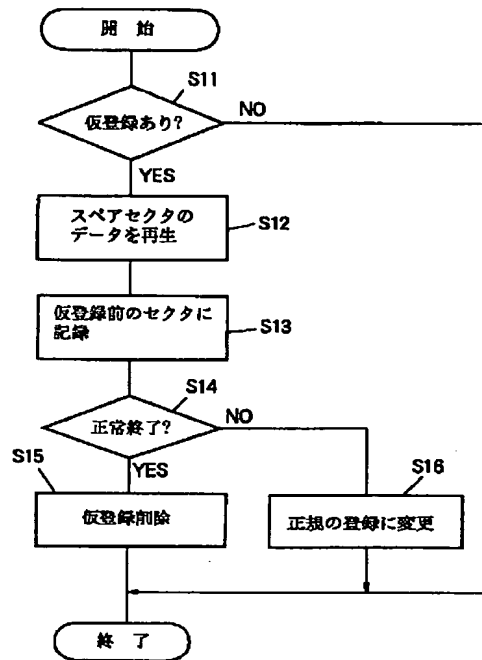 開 始
S11
仮登録あり?
NO
YES
スペアセクタの
データを再生
S12
仮登録前のセクタに
記録
S13
S14
正常終了?
NO
S15
YES
S16
仮登録削除
正規の登録に変更
終 了